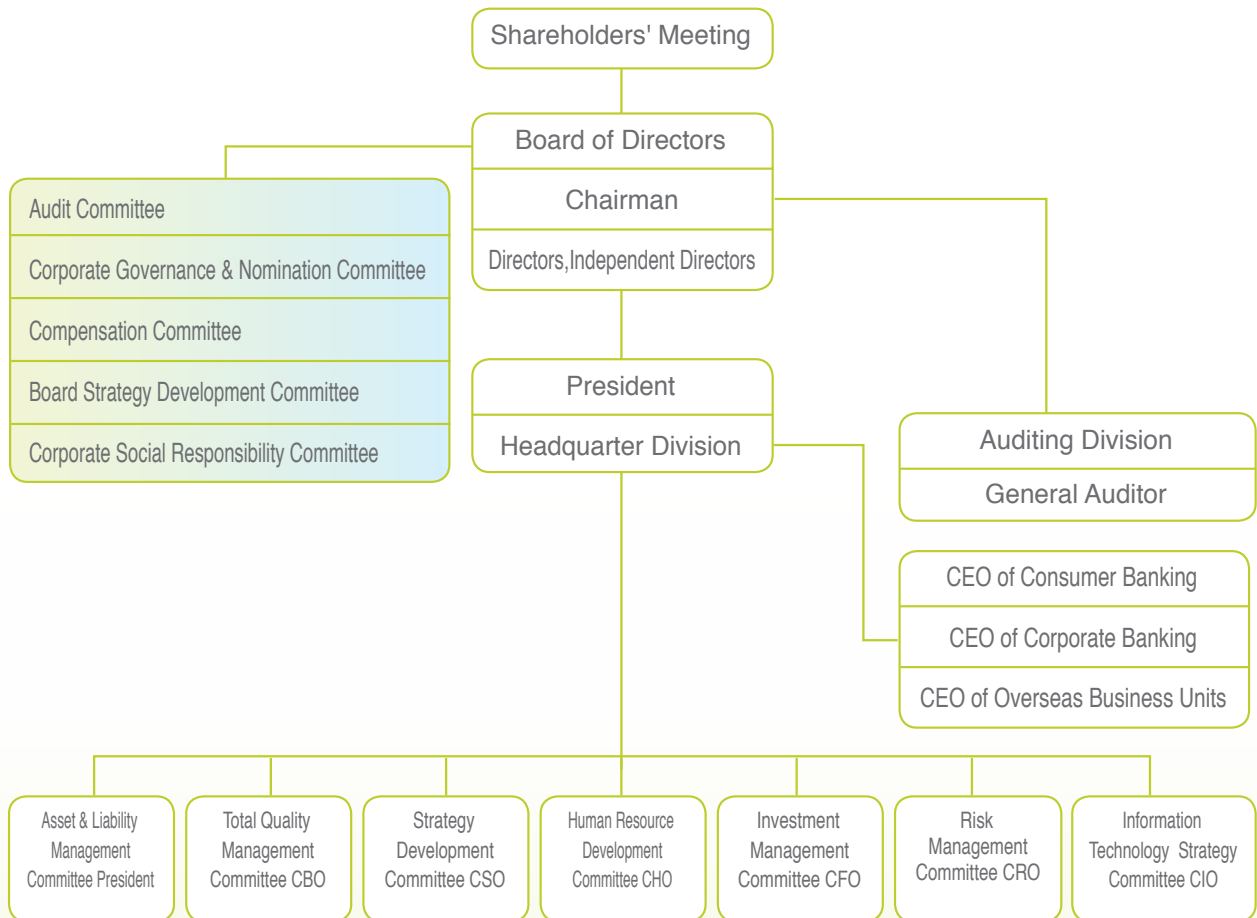 Shareholders' Meeting
Board of Directors
Chairman
Directors,Independent Directors
Audit Committee
Corporate Governance & Nomination Committee
Compensation Committee
Board Strategy Development Committee
Corporate Social Responsibility Committee
President
Headquarter Division
Auditing Division
General Auditor
CEO of Consumer Banking
CEO of Corporate Banking
CEO of Overseas Business Units
Asset & Liability
Management
Committee President
Total Quality
Management
Committee CBO
Strategy
Development
Committee CSO
Human Resource
Development
Committee CHO
Investment
Management
Committee CFO
Risk
Management
Committee CRO
Information
Technology Strategy
Committee CIO